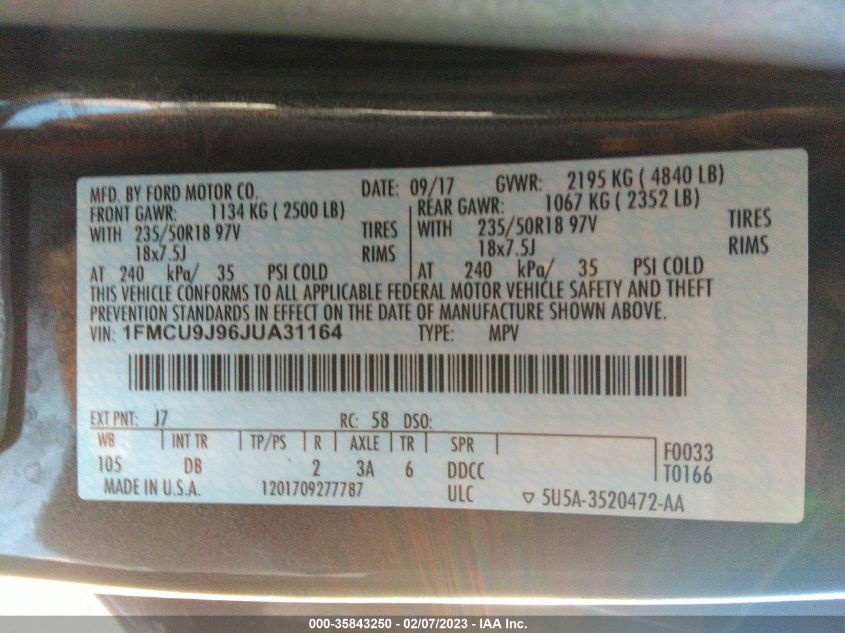 MFD. BY FORD MOTOR CO. DATE: 09/17 GVWR: 2195 KG ( 4840 LB)
FRONT GAWR: 1134 KG ( 2500 LB) REAR GAWR: 1067 KG ( 2352 LB)
WITH 235/50R18 97V TIRES WITH 235/50R18 97V TIRES
18x7.5J RIMS 18x7.5J RIMS
AT 240 kPa/ 35 PSI COLD AT 240 kPa/ 35 PSI COLD
THIS VEHICLE CONFORMS TO ALL APPLICABLE FEDERAL MOTOR VEHICLE SAFETY AND THEFT
PREVENTION STANDARDS IN EFFECT ON THE DATE OF MANUFACTURE SHOWN ABOVE.
VIN: 1FMCU9J96JUA31164 TYPE: MPV
EXT PNT: J7 RC: 58 DSO:
WB INT TR TP/PS R AXLE TR SPR F0033
105 DB 2 3A 6 DDCC T0166
MADE IN U.S.A. 1201709277787 ULC ▽ 5U5A-3520472-AA
000-35843250 - 02/07/2023 - IAA Inc.